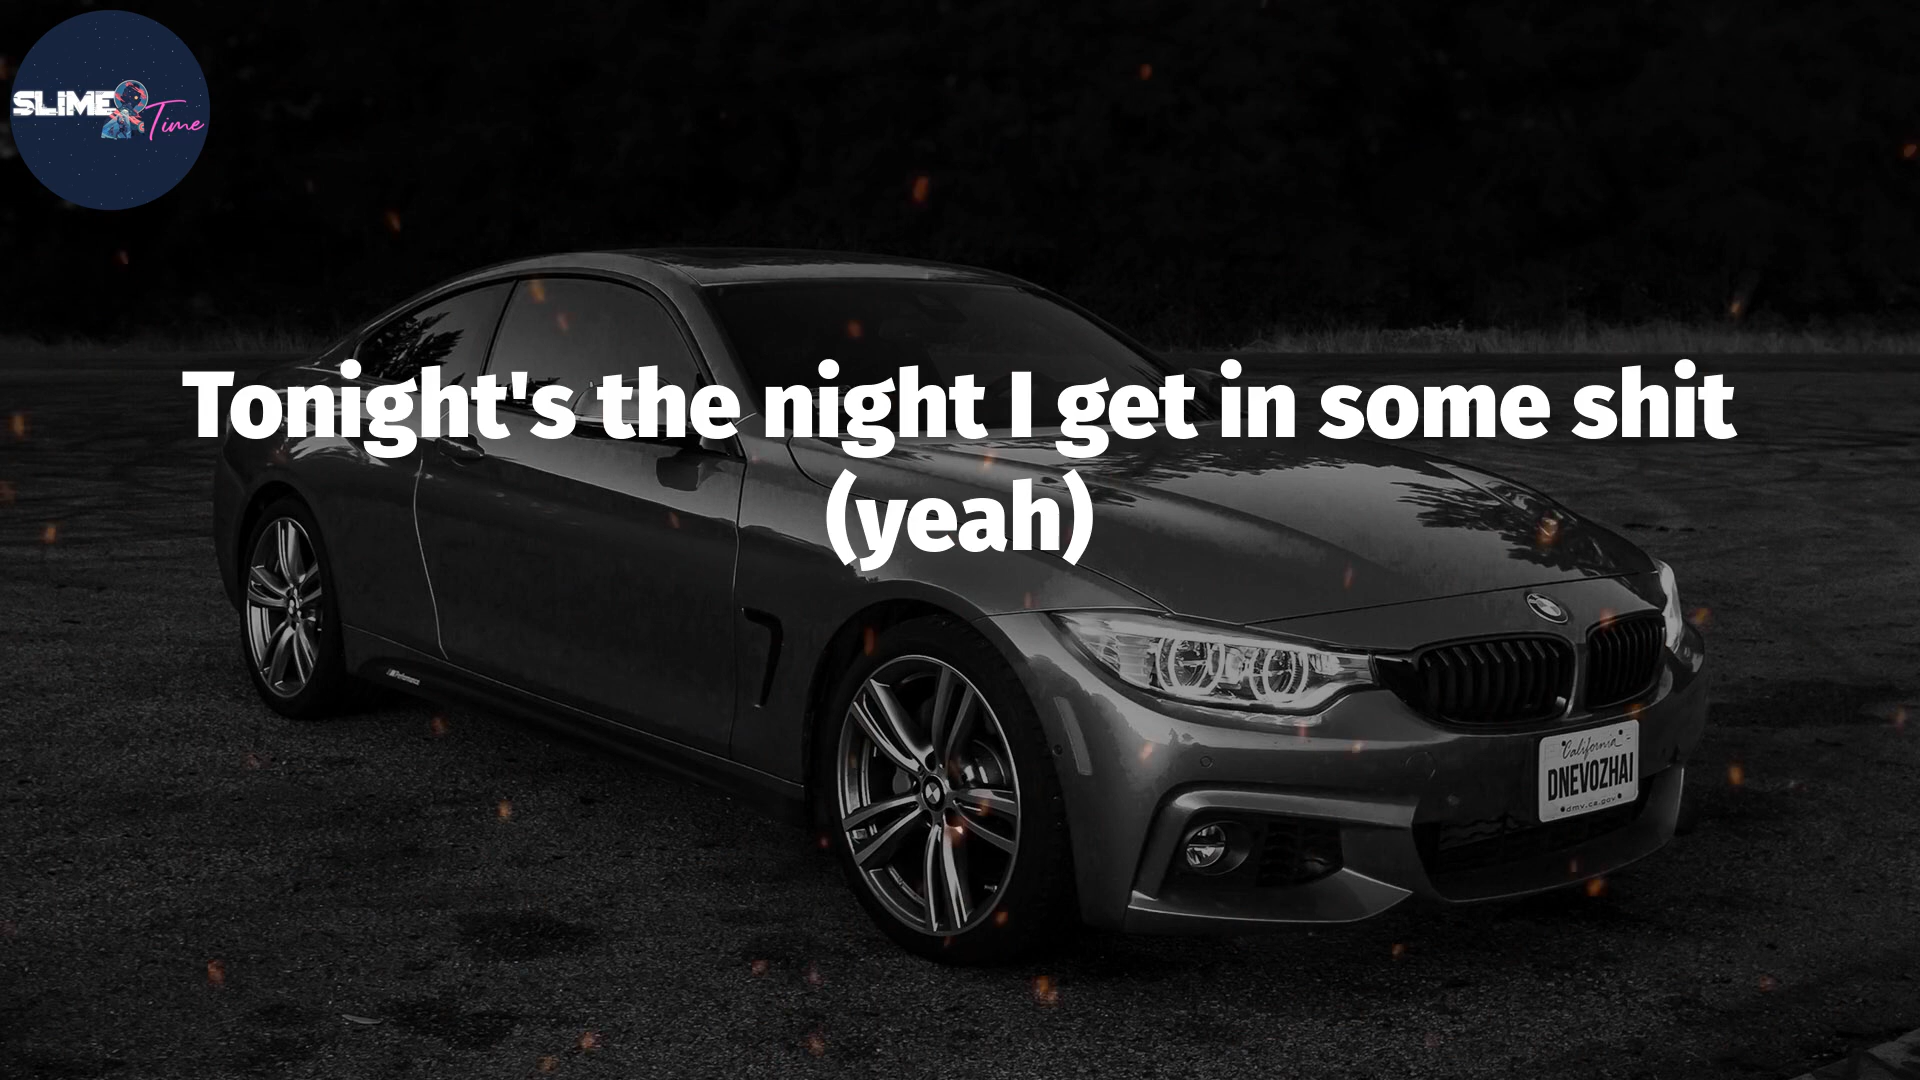 SLIME
Time
Tonight's the night I get in some shit
(yeah)
California
DNEVOZHAI
dmv.ca.gov